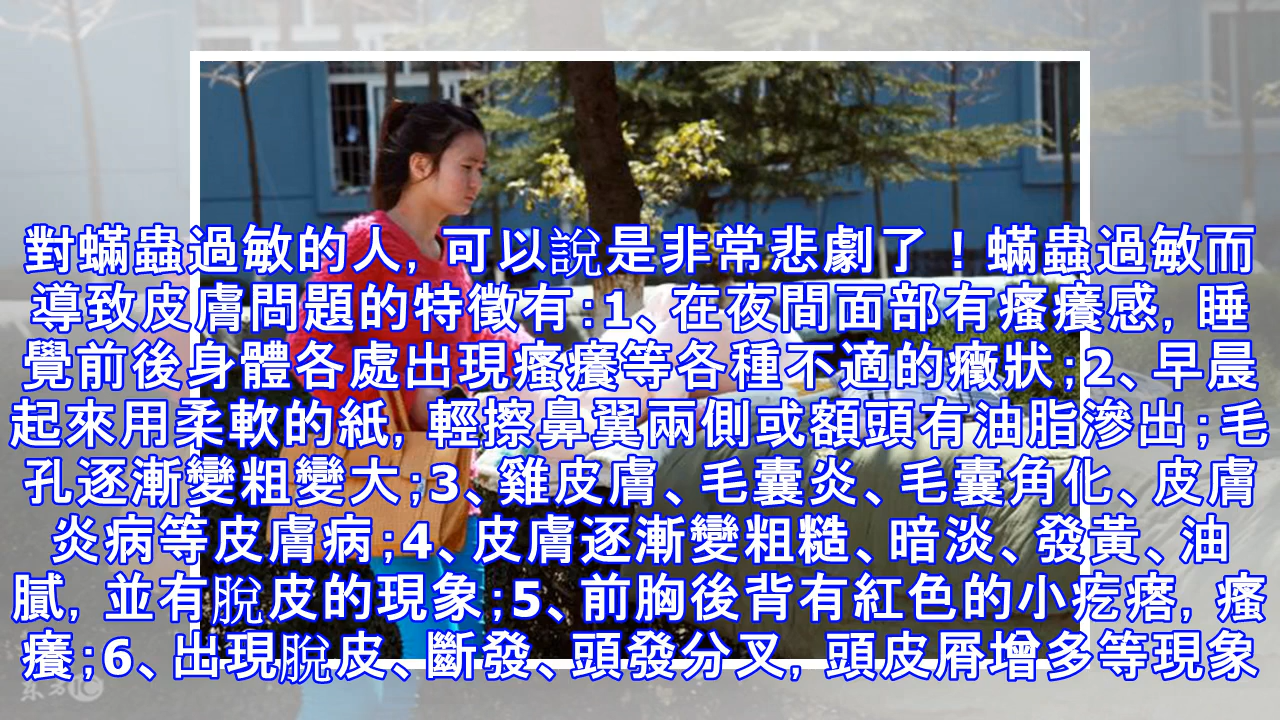 對蟎蟲過敏的人, 可以說是非常悲劇了！蟎蟲過敏而
導致皮膚問題的特徵有:1、在夜間面部有瘙癢感, 睡
覺前後身體各處出現瘙癢等各種不適的癥狀;2、早晨
起來用柔軟的紙, 輕擦鼻翼兩側或額頭有油脂滲出;毛
孔逐漸變粗變大;3、雞皮膚、毛囊炎、毛囊角化、皮膚
炎病等皮膚病;4、皮膚逐漸變粗糙、暗淡、發黃、油
膩, 並有脫皮的現象;5、前胸後背有紅色的小疙瘩, 瘙
癢;6、出現脫皮、斷發、頭發分叉, 頭皮屑增多等現象
东方IC